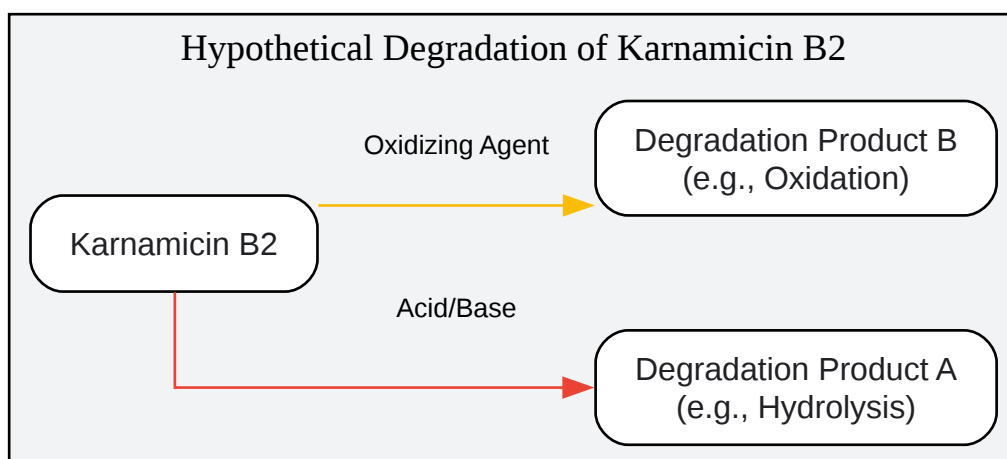 Hypothetical Degradation of Karnamicin B2
Oxidizing Agent
Degradation Product B
(e.g., Oxidation)
Karnamicin B2
Acid/Base
Degradation Product A
(e.g., Hydrolysis)